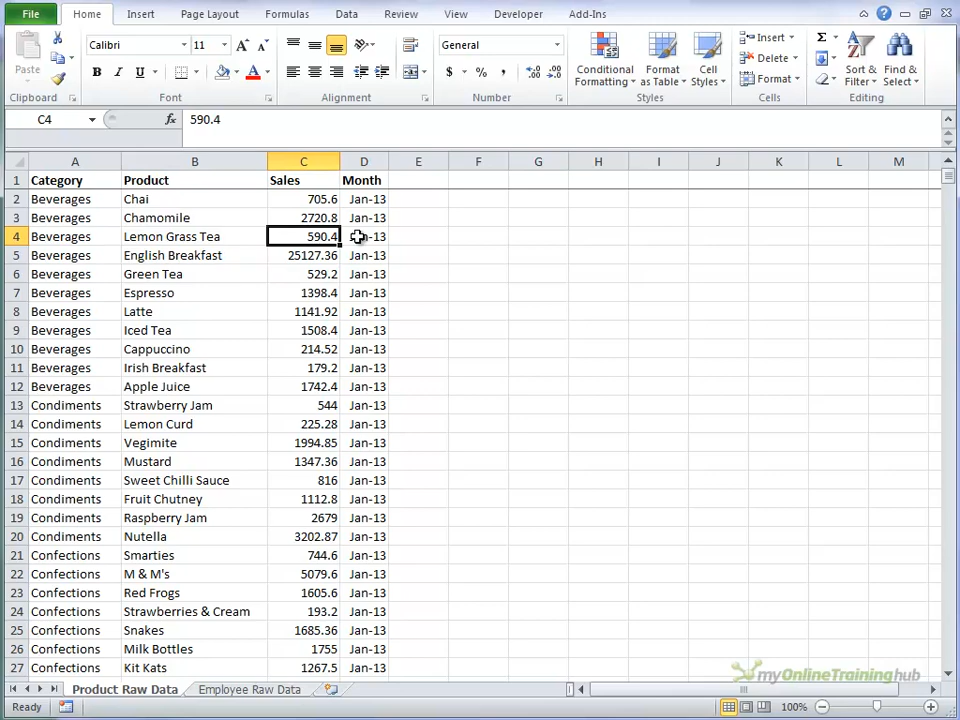 File Home Insert Page Layout Formulas Data Review View Developer Add-Ins
Calibri 11 General Insert Σ
Paste B I U $ % , .0 .00 .00 .0 Conditional Formatting Format as Table Cell Styles Delete Format Sort & Filter Find & Select
Clipboard Font Alignment Number Styles Cells Editing
C4 fx 590.4
A B C D E F G H I J K L M
1 Category Product Sales Month
2 Beverages Chai 705.6 Jan-13
3 Beverages Chamomile 2720.8 Jan-13
4 Beverages Lemon Grass Tea 590.4 n-13
5 Beverages English Breakfast 25127.36 Jan-13
6 Beverages Green Tea 529.2 Jan-13
7 Beverages Espresso 1398.4 Jan-13
8 Beverages Latte 1141.92 Jan-13
9 Beverages Iced Tea 1508.4 Jan-13
10 Beverages Cappuccino 214.52 Jan-13
11 Beverages Irish Breakfast 179.2 Jan-13
12 Beverages Apple Juice 1742.4 Jan-13
13 Condiments Strawberry Jam 544 Jan-13
14 Condiments Lemon Curd 225.28 Jan-13
15 Condiments Vegimite 1994.85 Jan-13
16 Condiments Mustard 1347.36 Jan-13
17 Condiments Sweet Chilli Sauce 816 Jan-13
18 Condiments Fruit Chutney 1112.8 Jan-13
19 Condiments Raspberry Jam 2679 Jan-13
20 Condiments Nutella 3202.87 Jan-13
21 Confections Smarties 744.6 Jan-13
22 Confections M & M's 5079.6 Jan-13
23 Confections Red Frogs 1605.6 Jan-13
24 Confections Strawberries & Cream 193.2 Jan-13
25 Confections Snakes 1685.36 Jan-13
26 Confections Milk Bottles 1755 Jan-13
27 Confections Kit Kats 1267.5 Jan-13
myOnlineTraininghub
Product Raw Data Employee Raw Data
Ready 100%